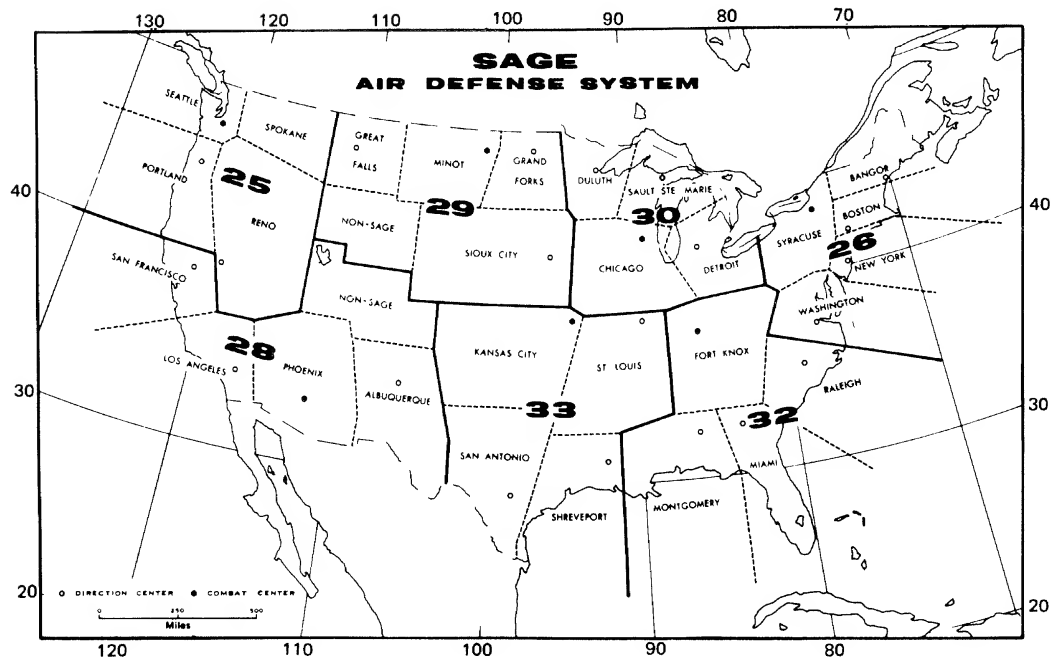 130 120 110 100 90 80 70
SAGE
AIR DEFENSE SYSTEM
SEATTLE
SPOKANE
GREAT
FALLS
MINOT
GRAND
FORKS
DULUTH
SAULT STE MARIE
BANGOR
PORTLAND
25
29
30
BOSTON
40
40
RENO
NON-SAGE
SIOUX CITY
CHICAGO
DETROIT
SYRACUSE
26
NEW YORK
SAN FRANCISCO
NON-SAGE
WASHINGTON
28
LOS ANGELES
PHOENIX
ALBUQUERQUE
KANSAS CITY
ST LOUIS
FORT KNOX
RALEIGH
30
30
33
32
SAN ANTONIO
SHREVEPORT
MONTGOMERY
MIAMI
20
20
DIRECTION CENTER COMBAT CENTER
0 250 500
Miles
120 110 100 90 80